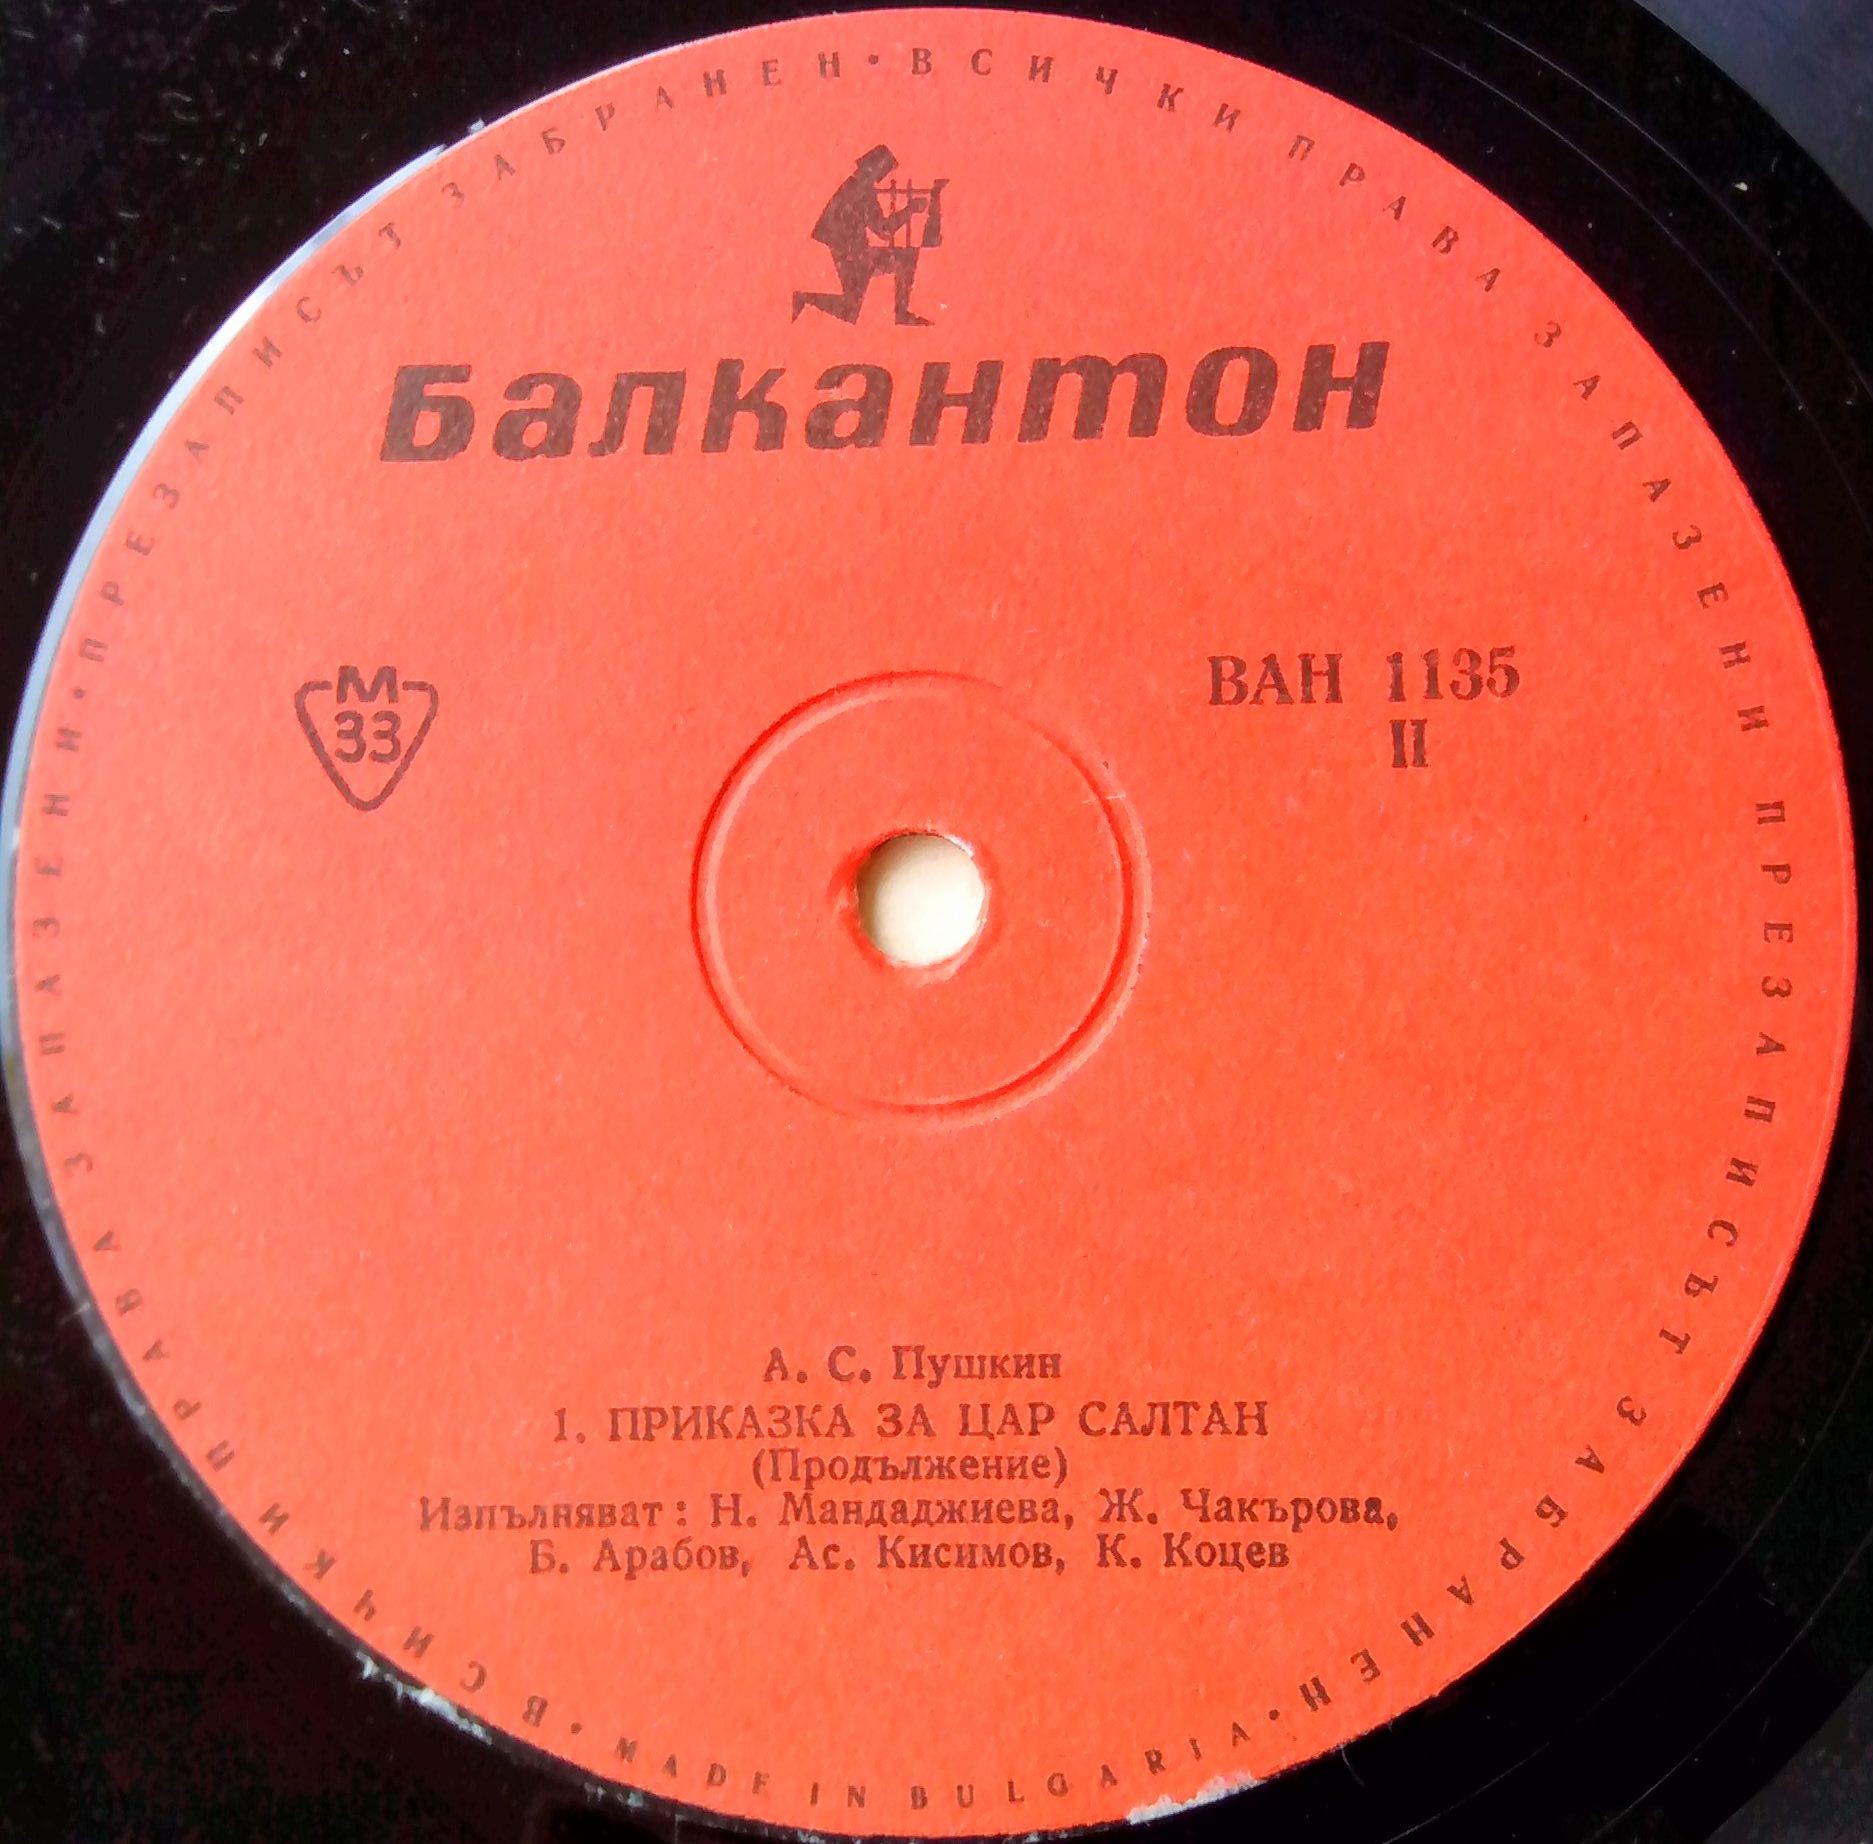 Балкантон
М
33
ВАН 1135
II
А. С. Пушкин
1. ПРИКАЗКА ЗА ЦАР САЛТАН
(Продължение)
Изпълняват: Н. Мандаджиева, Ж. Чакърова,
Б. Арабов, Ас. Кисимов, К. Коцев
ВСИЧКИ ПРАВА ЗАПАЗЕНИ • ПРЕЗАПИСЪТ ЗАБРАНЕН • ВСИЧКИ ПРАВА ЗАПАЗЕНИ ПРЕЗАПИСЪТ ЗАБРАНЕН •
MADE IN BULGARIA •